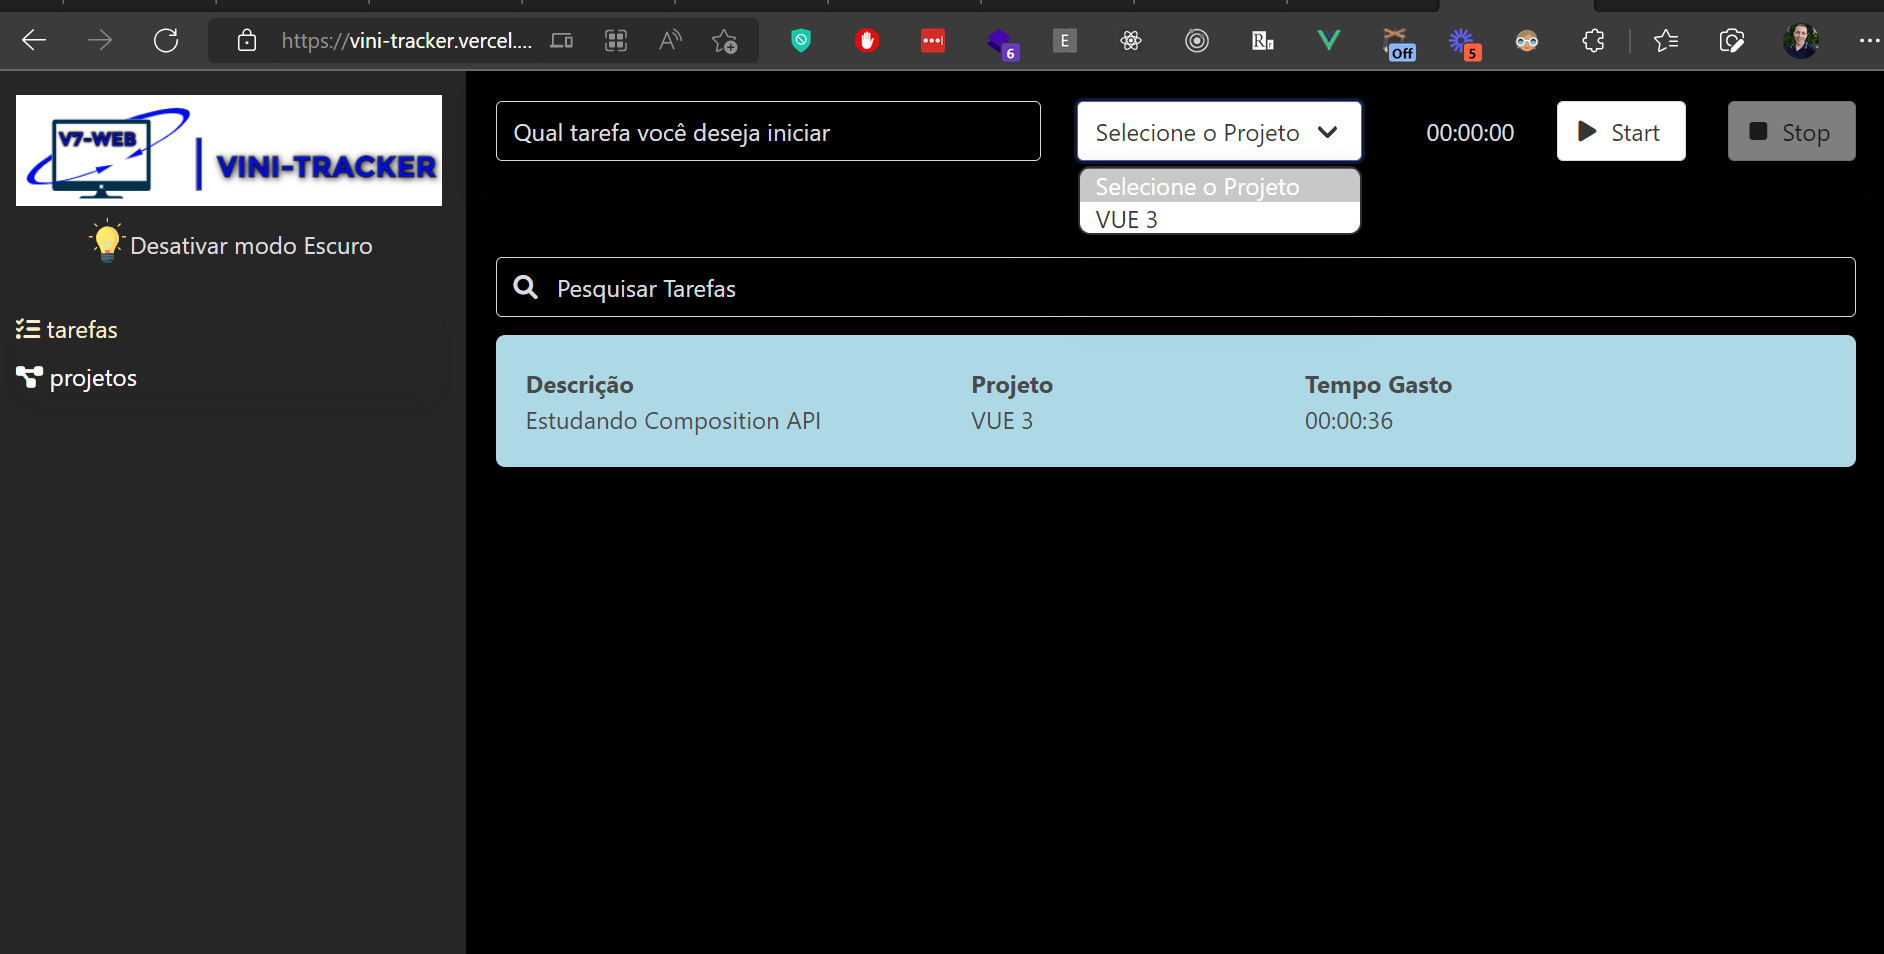 https://vini-tracker.vercel....
6
E
Off
5
V7-WEB
VINI-TRACKER
Desativar modo Escuro
tarefas
projetos
Qual tarefa você deseja iniciar
Selecione o Projeto
00:00:00
Start
Stop
Selecione o Projeto
VUE 3
Pesquisar Tarefas
Descrição
Projeto
Tempo Gasto
Estudando Composition API
VUE 3
00:00:36